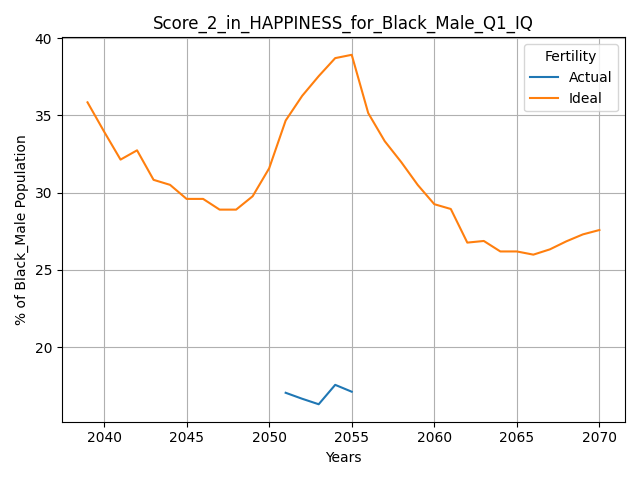 Score_2_in_HAPPINESS_for_Black_Male_Q1_IQ
% of Black_Male Population
40
35
30
25
20
Fertility
Actual
Ideal
2040 2045 2050 2055 2060 2065 2070
Years